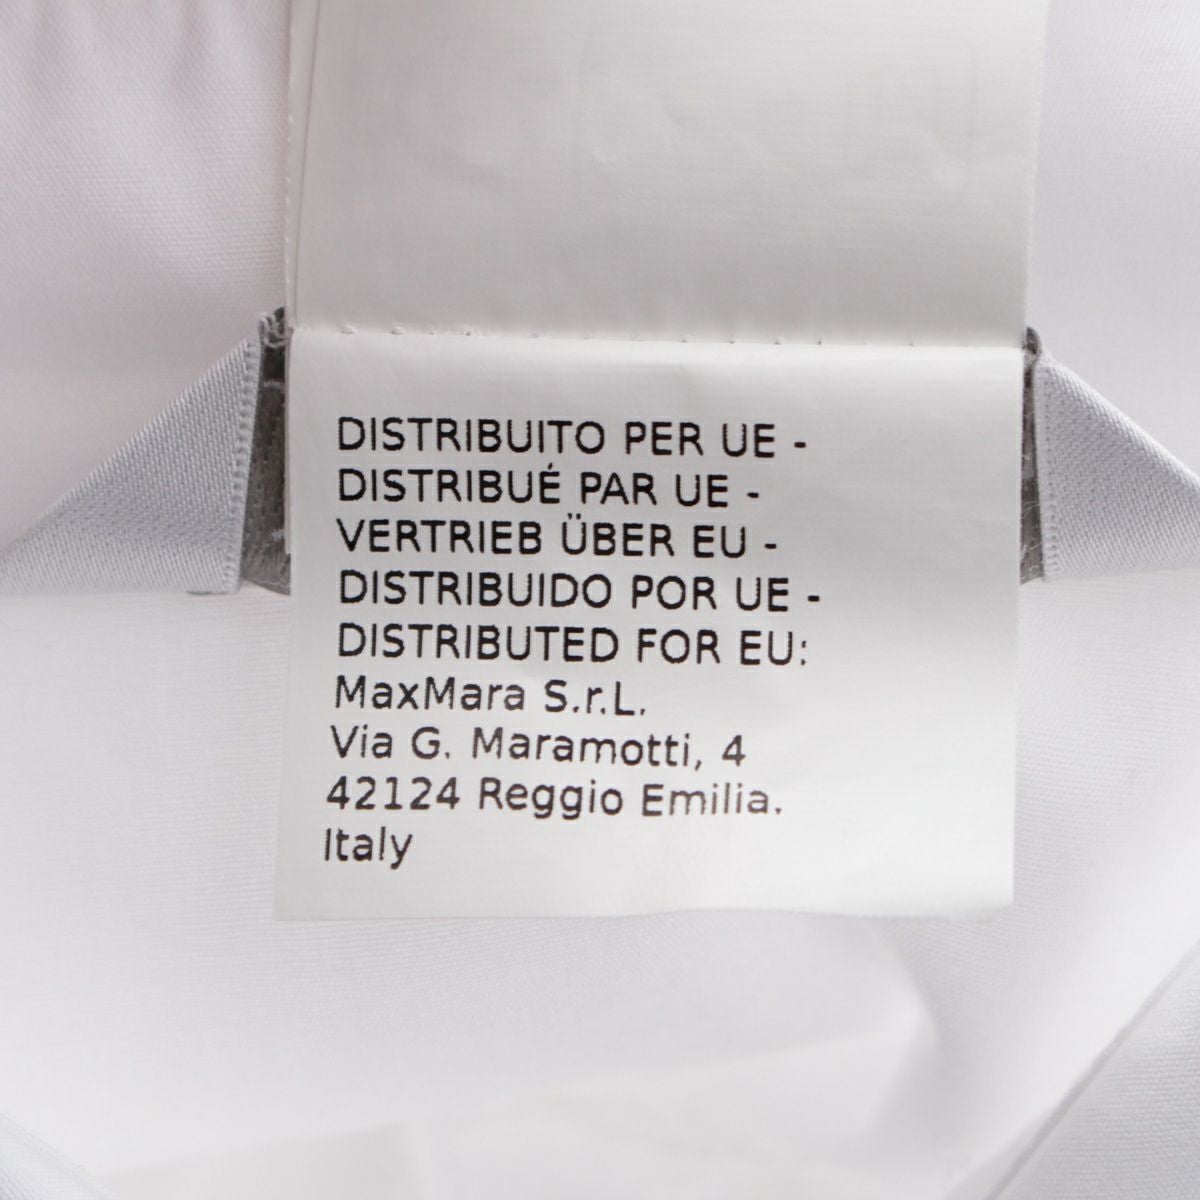 DISTRIBUITO PER UE -
DISTRIBUÉ PAR UE -
VERTRIEB ÜBER EU -
DISTRIBUIDO POR UE -
DISTRIBUTED FOR EU:
MaxMara S.r.L.
Via G. Maramotti, 4
42124 Reggio Emilia.
Italy